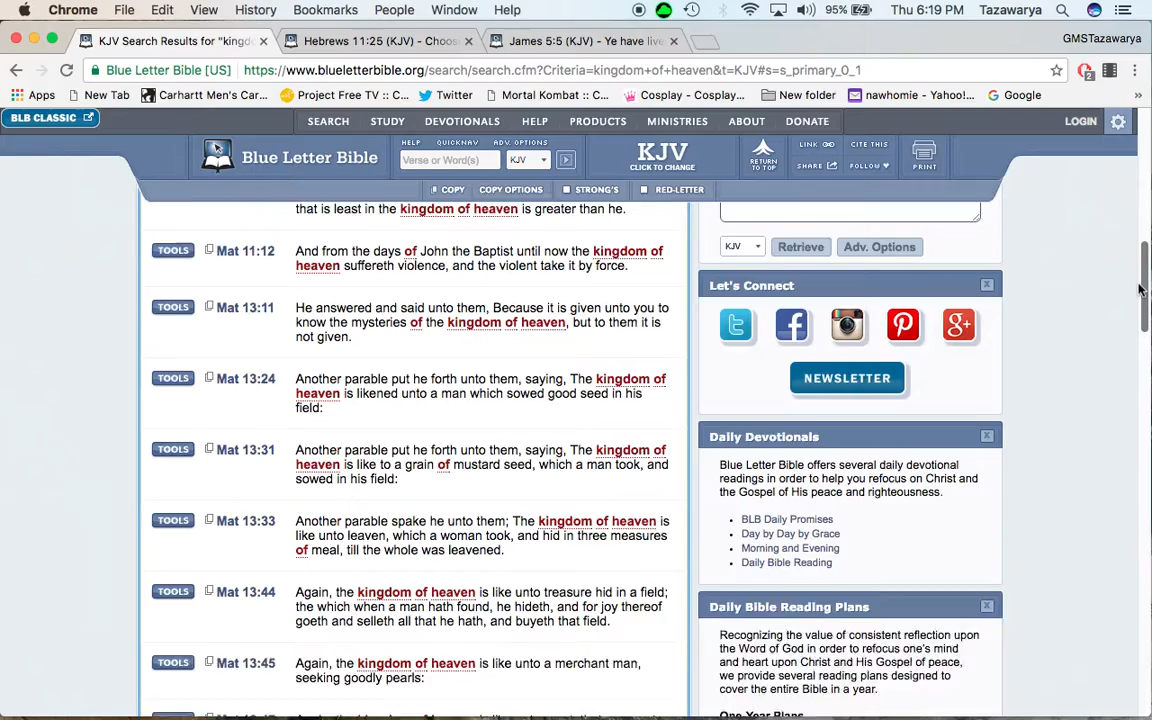 Chrome File Edit View History Bookmarks People Window Help 95% Thu 6:19 PM Tazawarya
KJV Search Results for "kingd × Hebrews 11:25 (KJV) - Choos × James 5:5 (KJV) - Ye have live × GMSTazawarya
Blue Letter Bible [US] https://www.blueletterbible.org/search/search.cfm?Criteria=kingdom+of+heaven&t=KJV#s=s_primary_0_1 2
Apps New Tab Carhartt Men's Car... Project Free TV :: C... Twitter Mortal Kombat :: C... Cosplay - Cosplay... New folder nawhomie - Yahoo!... Google »
BLB CLASSIC SEARCH STUDY DEVOTIONALS HELP PRODUCTS MINISTRIES ABOUT DONATE LOGIN
BIBLE QUICKNAV ADV. OPTIONS
Blue Letter Bible Verse or Word(s) KJV KJV CLICK TO CHANGE RETURN TO TOP LINK CITE THIS SHARE FOLLOW PRINT
COPY COPY OPTIONS STRONG'S RED-LETTER
that is least in the kingdom of heaven is greater than he.
TOOLS Mat 11:12 And from the days of John the Baptist until now the kingdom of
heaven suffereth violence, and the violent take it by force.
TOOLS Mat 13:11 He answered and said unto them, Because it is given unto you to
know the mysteries of the kingdom of heaven, but to them it is
not given.
TOOLS Mat 13:24 Another parable put he forth unto them, saying, The kingdom of
heaven is likened unto a man which sowed good seed in his
field:
TOOLS Mat 13:31 Another parable put he forth unto them, saying, The kingdom of
heaven is like to a grain of mustard seed, which a man took, and
sowed in his field:
TOOLS Mat 13:33 Another parable spake he unto them; The kingdom of heaven is
like unto leaven, which a woman took, and hid in three measures
of meal, till the whole was leavened.
TOOLS Mat 13:44 Again, the kingdom of heaven is like unto treasure hid in a field;
the which when a man hath found, he hideth, and for joy thereof
goeth and selleth all that he hath, and buyeth that field.
TOOLS Mat 13:45 Again, the kingdom of heaven is like unto a merchant man,
seeking goodly pearls:
KJV Retrieve Adv. Options
Let's Connect
NEWSLETTER
Daily Devotionals
Blue Letter Bible offers several daily devotional
readings in order to help you refocus on Christ and
the Gospel of His peace and righteousness.
• BLB Daily Promises
• Day by Day by Grace
• Morning and Evening
• Daily Bible Reading
Daily Bible Reading Plans
Recognizing the value of consistent reflection upon
the Word of God in order to refocus one's mind
and heart upon Christ and His Gospel of peace,
we provide several reading plans designed to
cover the entire Bible in a year.
One-Year Plans